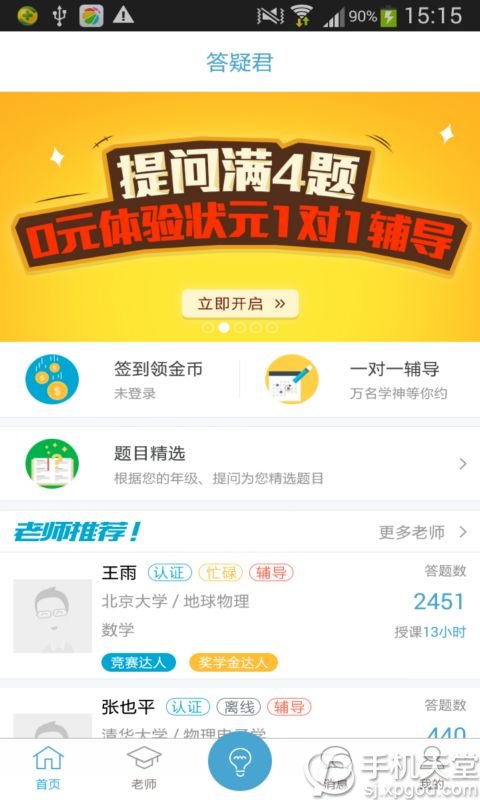 90% 15:15
答疑君
提问满4题
0元体验状元1对1辅导
立即开启 »
签到领金币
未登录
一对一辅导
万名学神等你约
题目精选
根据您的年级、提问为您精选题目
老师推荐!
更多老师
王雨 认证 忙碌 辅导
答题数
北京大学 / 地球物理
2451
数学
授课13小时
竞赛达人 奖学金达人
张也平 认证 离线 辅导
答题数
清华大学 / 物理电子学
440
首页 老师 消息 我的
手机天堂
sj.xpgod.com